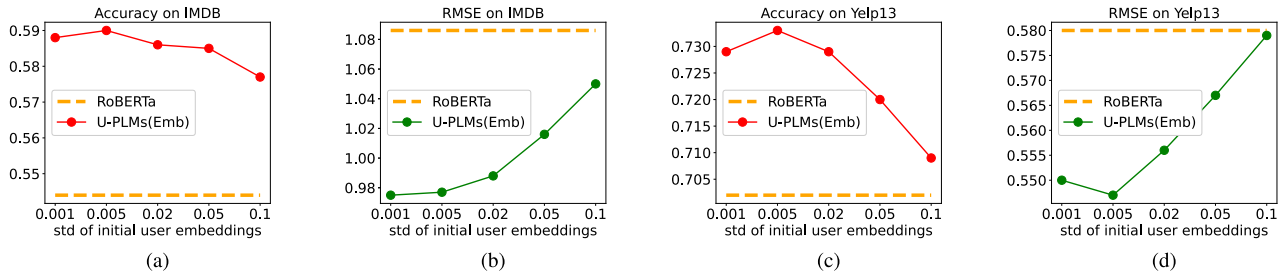 Accuracy on IMDB
0.59
0.58
0.57
0.56
0.55
RoBERTa
U-PLMs(Emb)
0.001 0.005 0.02 0.05 0.1
std of initial user embeddings
(a)
RMSE on IMDB
1.08
1.06
1.04
1.02
1.00
0.98
RoBERTa
U-PLMs(Emb)
0.001 0.005 0.02 0.05 0.1
std of initial user embeddings
(b)
Accuracy on Yelp13
0.730
0.725
0.720
0.715
0.710
0.705
RoBERTa
U-PLMs(Emb)
0.001 0.005 0.02 0.05 0.1
std of initial user embeddings
(c)
RMSE on Yelp13
0.580
0.575
0.570
0.565
0.560
0.555
0.550
RoBERTa
U-PLMs(Emb)
0.001 0.005 0.02 0.05 0.1
std of initial user embeddings
(d)